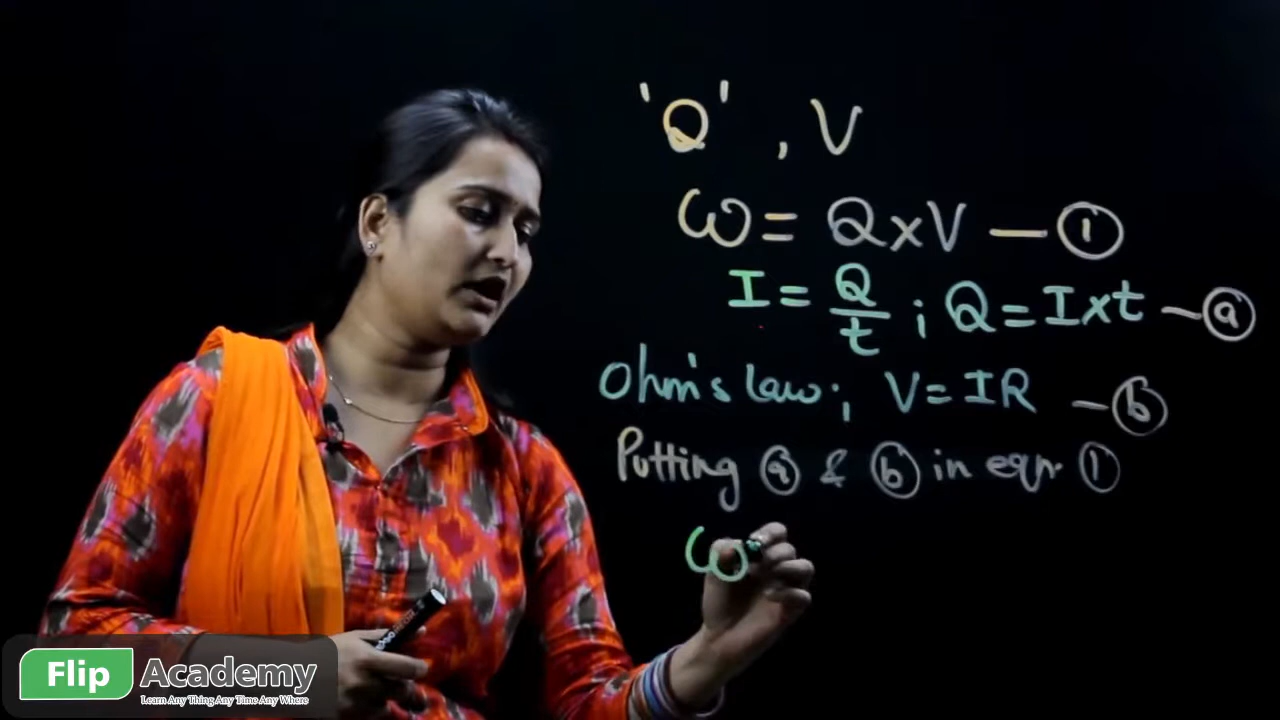 'Q' , V
W = Q x V — 1
I = Q/t ; Q = I x t — a
Ohm's law ; V = IR — b
Putting a & b in eqn. 1
W
Flip Academy
Learn Any Thing Any Time Any Where